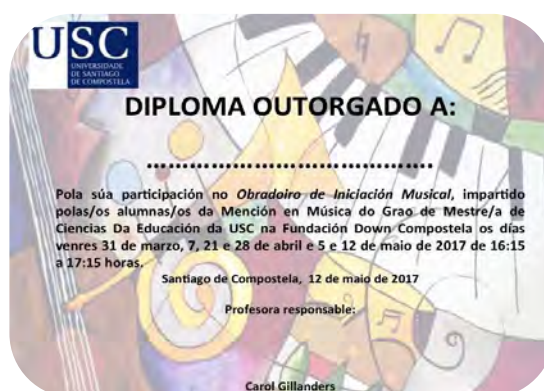 USC
UNIVERSIDADE
DE SANTIAGO
DE COMPOSTELA
DIPLOMA OUTORGADO A:
……………………………………
Pola súa participación no Obradoiro de Iniciación Musical, impartido
polas/os alumnas/os da Mención en Música do Grao de Mestre/a de
Ciencias Da Educación da USC na Fundación Down Compostela os días
venres 31 de marzo, 7, 21 e 28 de abril e 5 e 12 de maio de 2017 de 16:15
a 17:15 horas.
Santiago de Compostela, 12 de maio de 2017
Profesora responsable:
Carol Gillanders